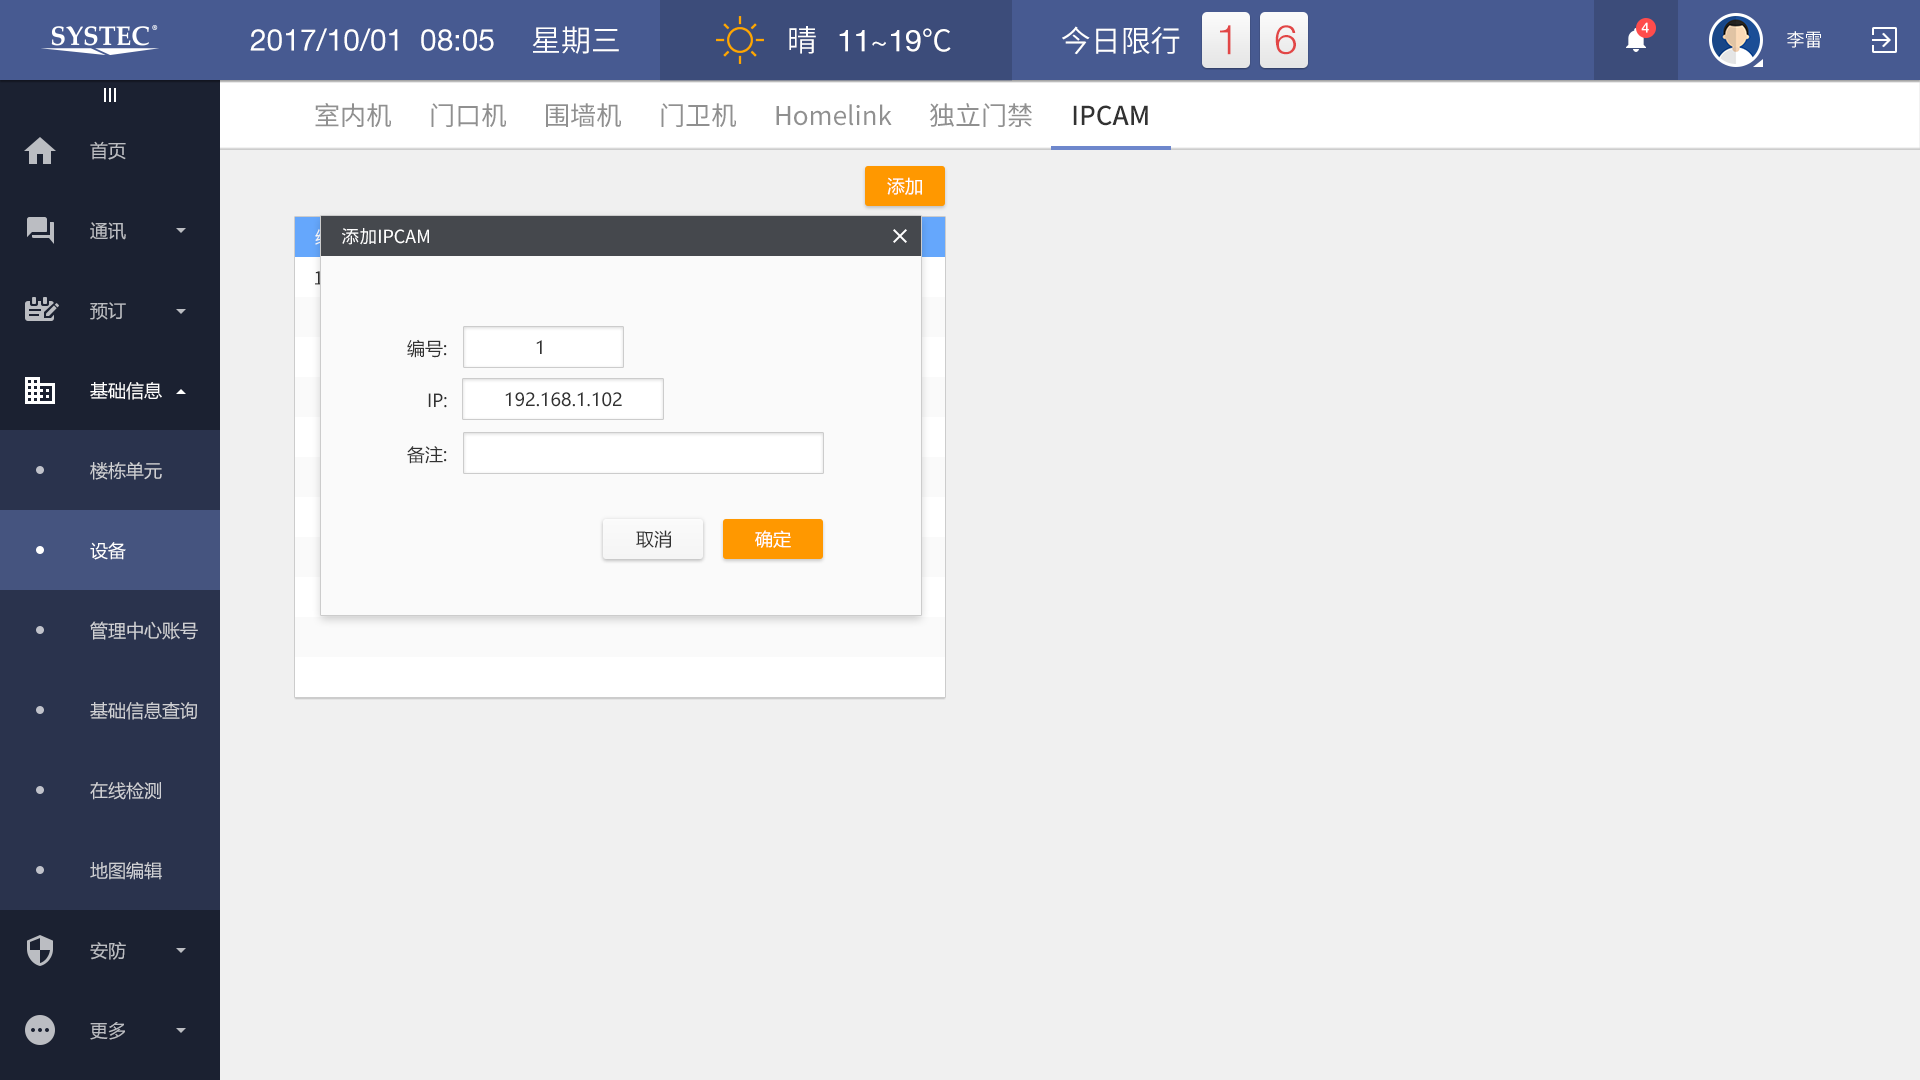 SYSTEC®
2017/10/01 08:05 星期三
晴 11~19℃
今日限行 1 6
4
李雷
室内机 门口机 围墙机 门卫机 Homelink 独立门禁 IPCAM
首页
通讯
预订
基础信息
楼栋单元
设备
管理中心账号
基础信息查询
在线检测
地图编辑
安防
更多
添加
添加IPCAM
1
编号: 1
IP: 192.168.1.102
备注:
取消 确定